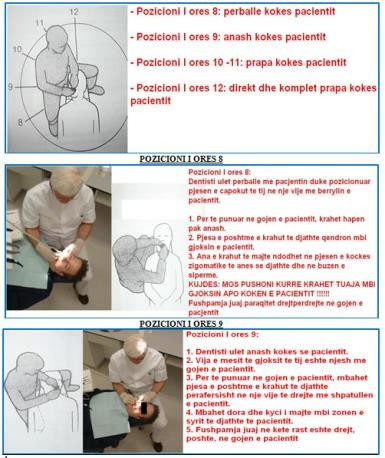 12
11
10
9
8
- Pozicioni I ores 8: perballe kokes pacientit
- Pozicioni I ores 9: anash kokes pacientit
- Pozicioni I ores 10 -11: prapa kokes pacientit
- Pozicioni I ores 12: direkt dhe komplet prapa kokes
pacientit
POZICIONI I ORES 8
Pozicioni I ores 8:
Dentisti ulet perballe me pacjentin duke pozicionuar
pjesen e capokut te tij ne nje vije me berrylin e
pacientit.
1. Per te punuar ne gojen e pacientit, krahet hapen
pak anash.
2. Pjesa e poshtme e krahut te djathte qendron mbi
gjoksin e pacientit.
3. Ana e krahut te majte ndodhet ne pjesen e kockes
zigomatike te anes se djathte dhe ne buzen e
siperme.
KUJDES: MOS PUSHONI KURRE KRAHET TUAJA MBI
GJOKSIN APO KOKEN E PACIENTIT !!!!!!
Fushpamja juaj paraqitet drejtperdrejte ne gojen e
pacjentit
POZICIONI I ORES 9
Pozicioni I ores 9:
1. Dentisti ulet anash kokes se pacientit.
2. Vija e mesit te gjoksit te tij eshte njesh me
gojen e pacientit.
3. Per te punuar ne gojen e pacientit, mbahet
pjesa e poshtme e krahut te djathte
perafersisht ne nje vije te drejte me shpatullen
e pacientit.
4. Mbahet dora dhe kyci i majte mbi zonen e
syrit te djathte te pacientit.
5. Fushpamja juaj ne kete rast eshte drejt,
poshte, ne gojen e pacientit